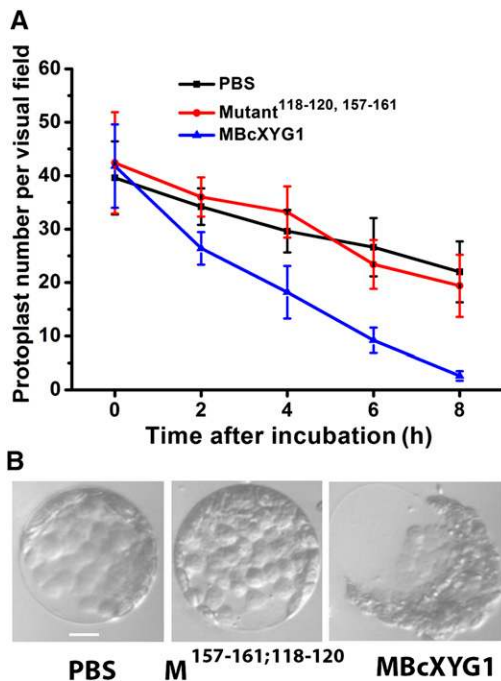 A
Protoplast number per visual field
60
50
40
30
20
10
0
PBS
Mutant118-120, 157-161
MBcXYG1
0 2 4 6 8
Time after incubation (h)
B
PBS M157-161;118-120 MBcXYG1